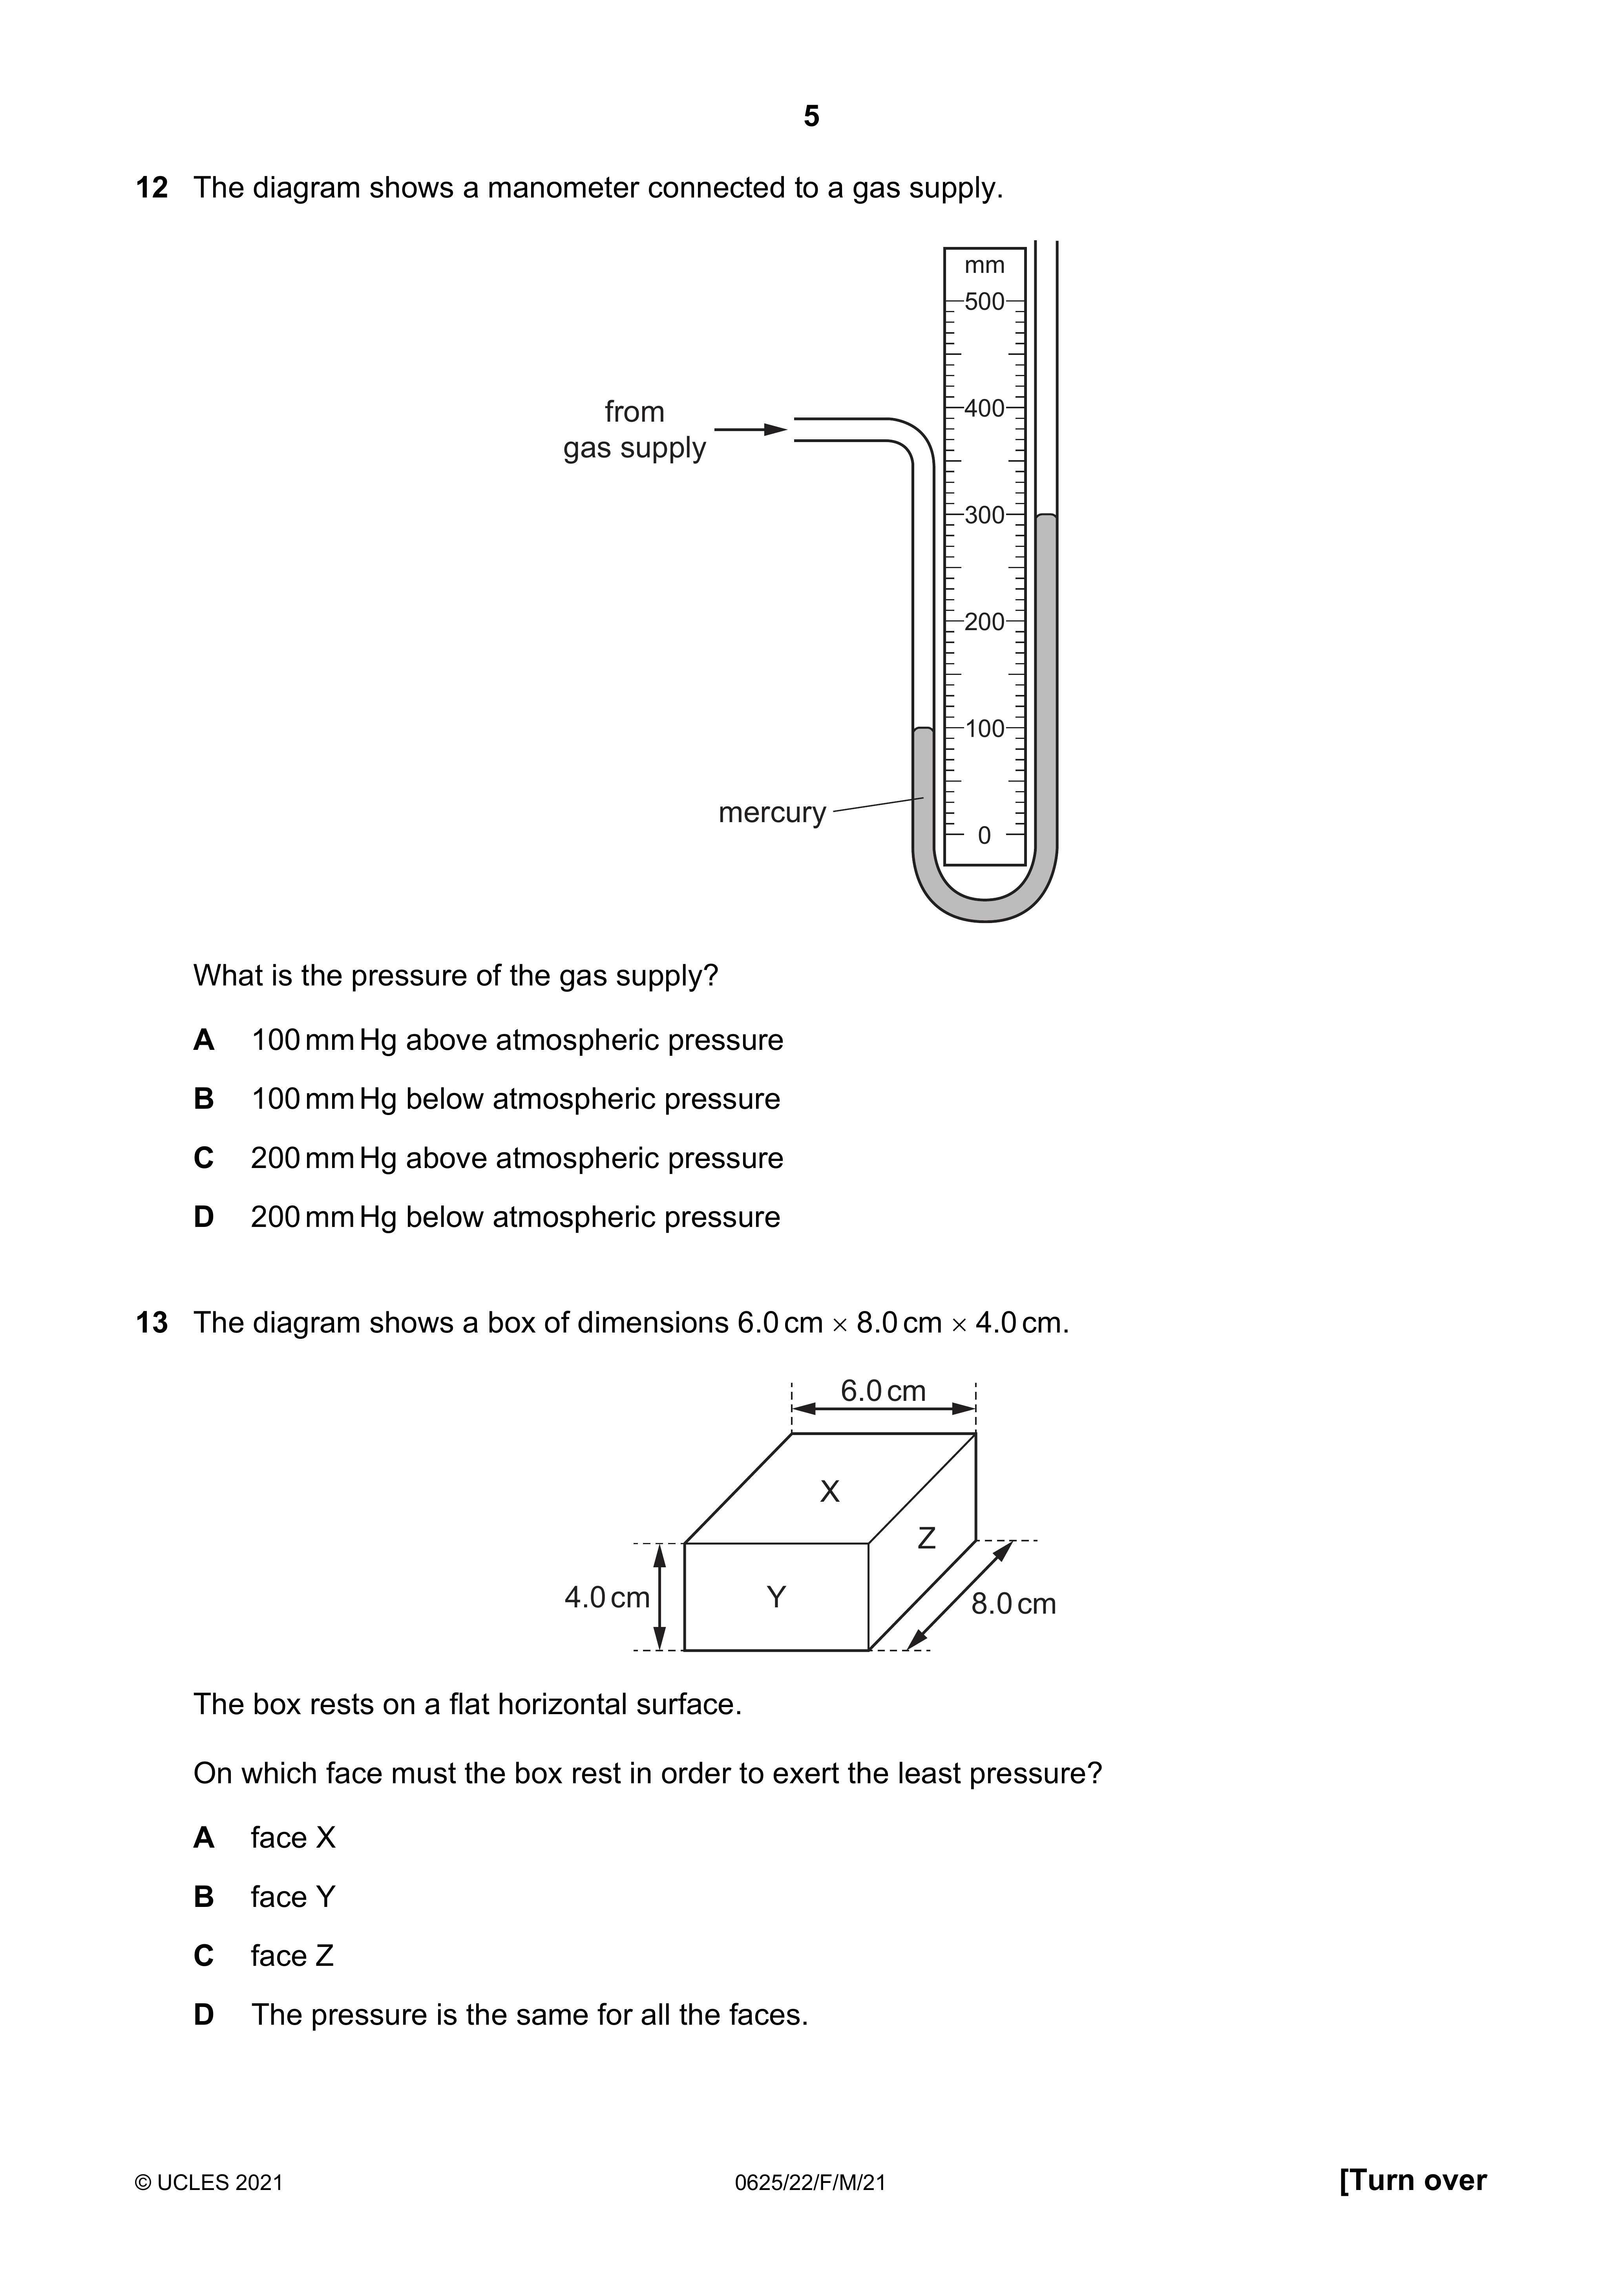 5
12 The diagram shows a manometer connected to a gas supply.
mm
500
400
300
200
100
0
from
gas supply
mercury
What is the pressure of the gas supply?
A 100 mm Hg above atmospheric pressure
B 100 mm Hg below atmospheric pressure
C 200 mm Hg above atmospheric pressure
D 200 mm Hg below atmospheric pressure
13 The diagram shows a box of dimensions 6.0 cm × 8.0 cm × 4.0 cm.
6.0 cm
X
Z
4.0 cm
Y
8.0 cm
The box rests on a flat horizontal surface.
On which face must the box rest in order to exert the least pressure?
A face X
B face Y
C face Z
D The pressure is the same for all the faces.
© UCLES 2021 0625/22/F/M/21 [Turn over